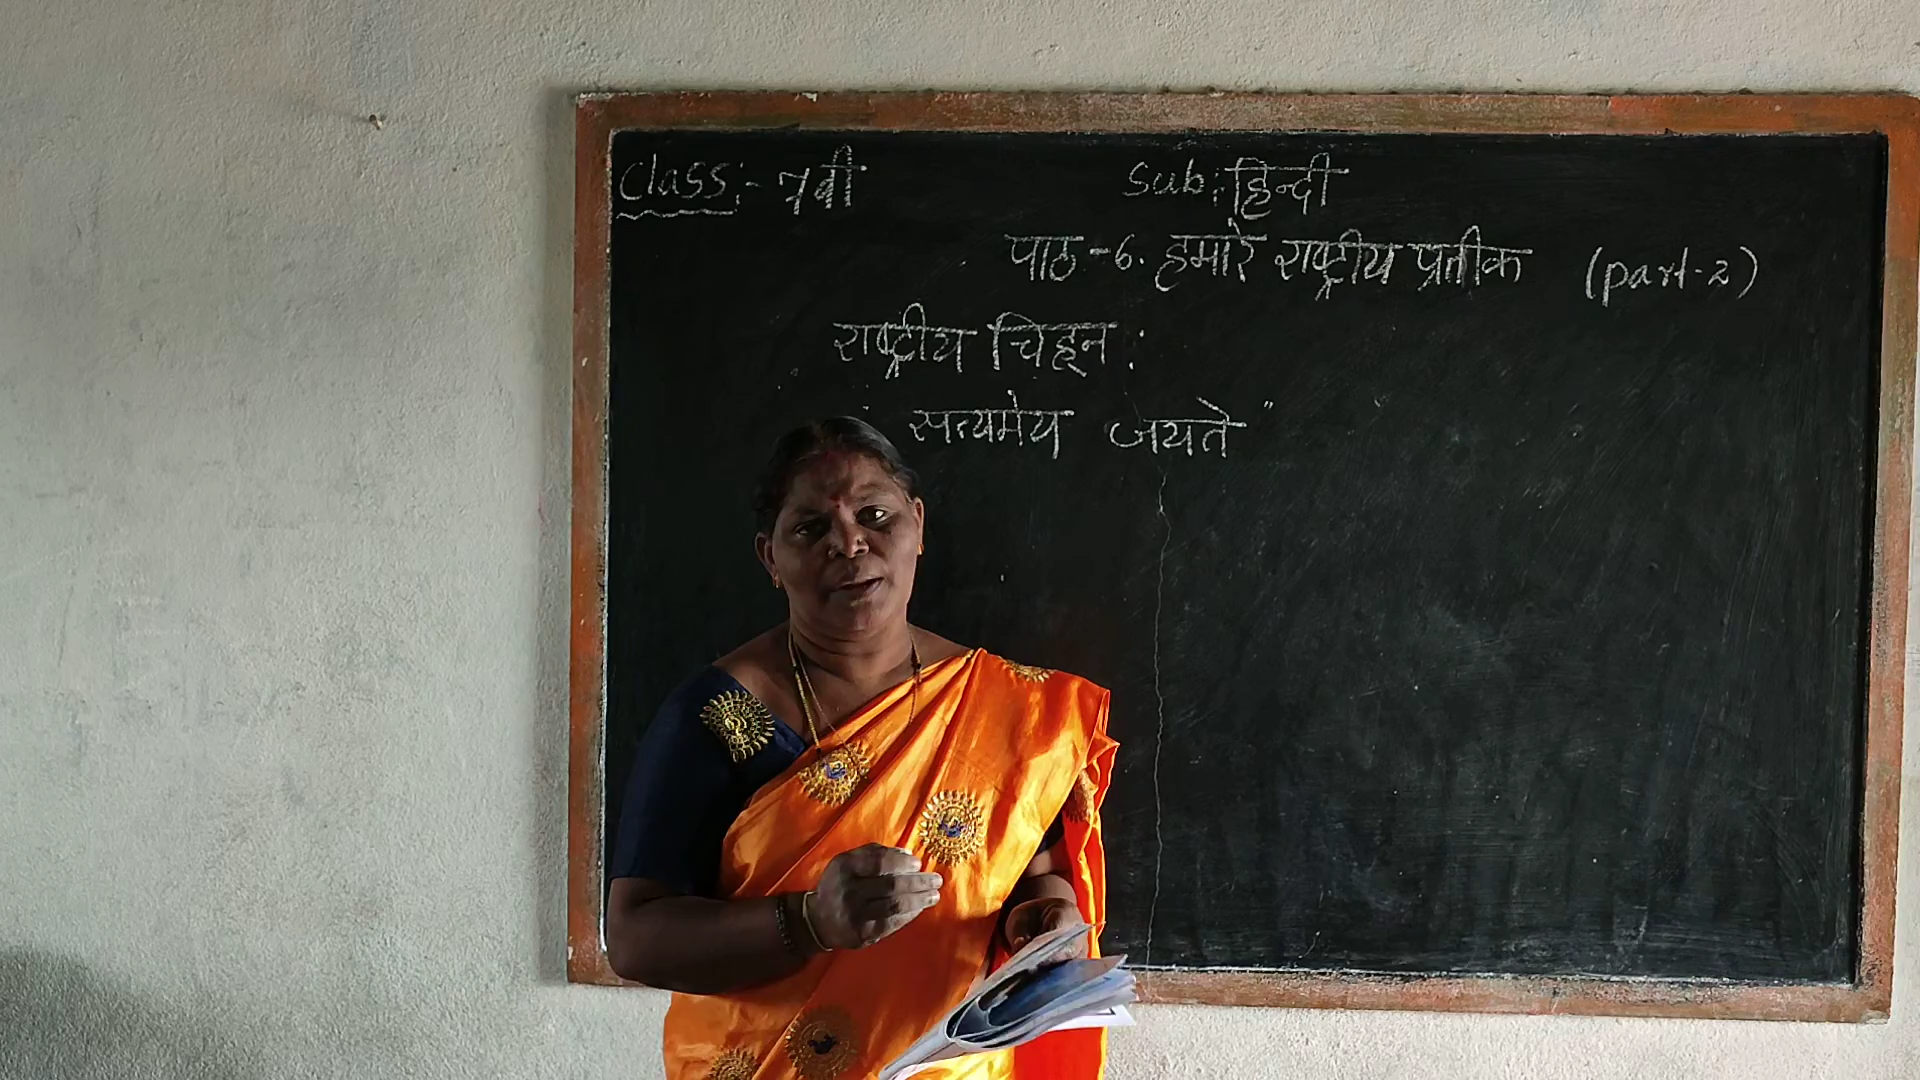 Class:- 7वी Sub:- हिन्दी
पाठ-6. हमारे राष्ट्रीय प्रतीक (part-2)
राष्ट्रीय चिह्न:
"सत्यमेय जयते"